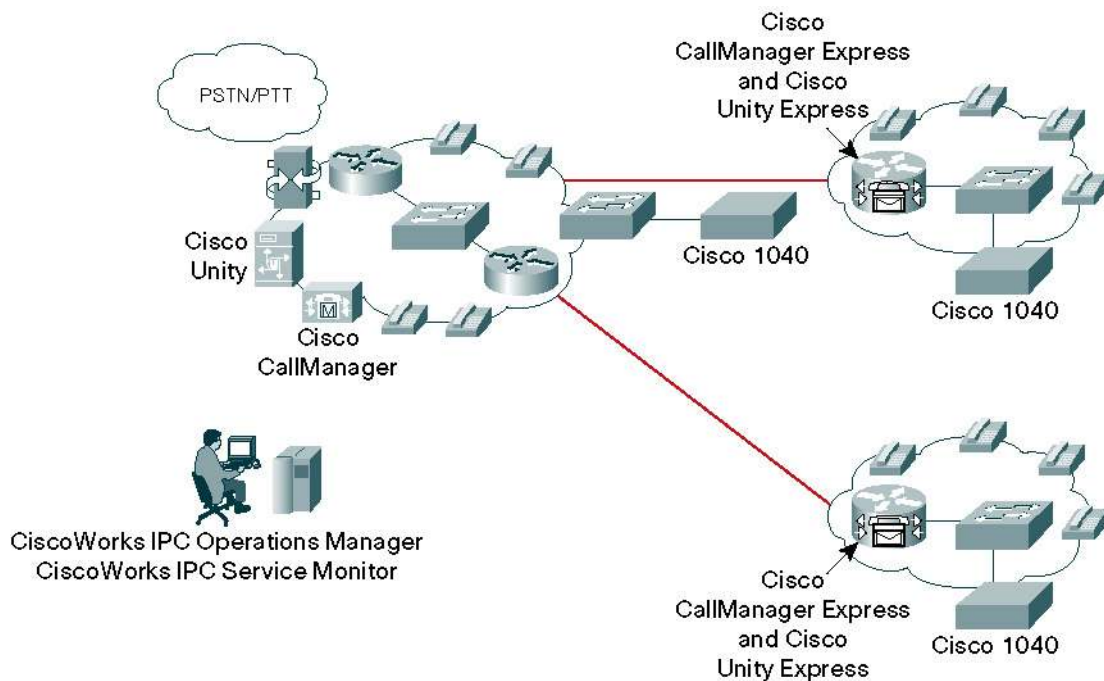 Cisco
CallManager Express
and Cisco
Unity Express
PSTN/PTT
Cisco
Unity
Cisco 1040
Cisco 1040
M
Cisco
CallManager
CiscoWorks IPC Operations Manager
CiscoWorks IPC Service Monitor
Cisco
CallManager Express
and Cisco
Unity Express
Cisco 1040